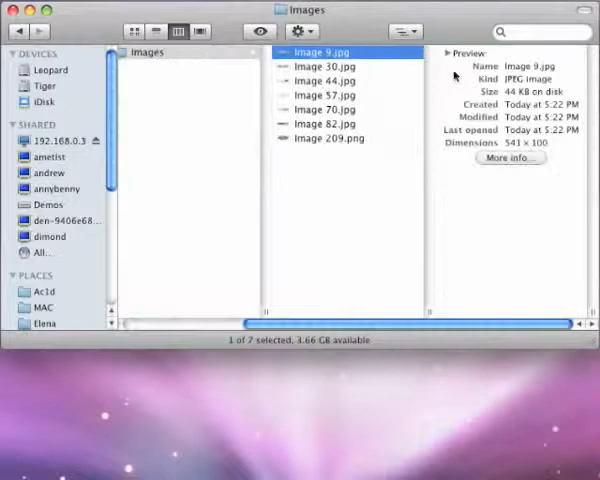 Images
DEVICES
Leopard
Tiger
iDisk
SHARED
192.168.0.3
ametist
andrew
annybenny
Demos
den-9406e68...
dimond
All...
PLACES
Ac1d
MAC
Elena
Images
Image 9.jpg
Image 30.jpg
Image 44.jpg
Image 57.jpg
Image 70.jpg
Image 82.jpg
Image 209.png
Preview:
Name Image 9.jpg
Kind JPEG image
Size 44 KB on disk
Created Today at 5:22 PM
Modified Today at 5:22 PM
Last opened Today at 5:22 PM
Dimensions 541 × 100
More info...
1 of 7 selected, 3.66 GB available